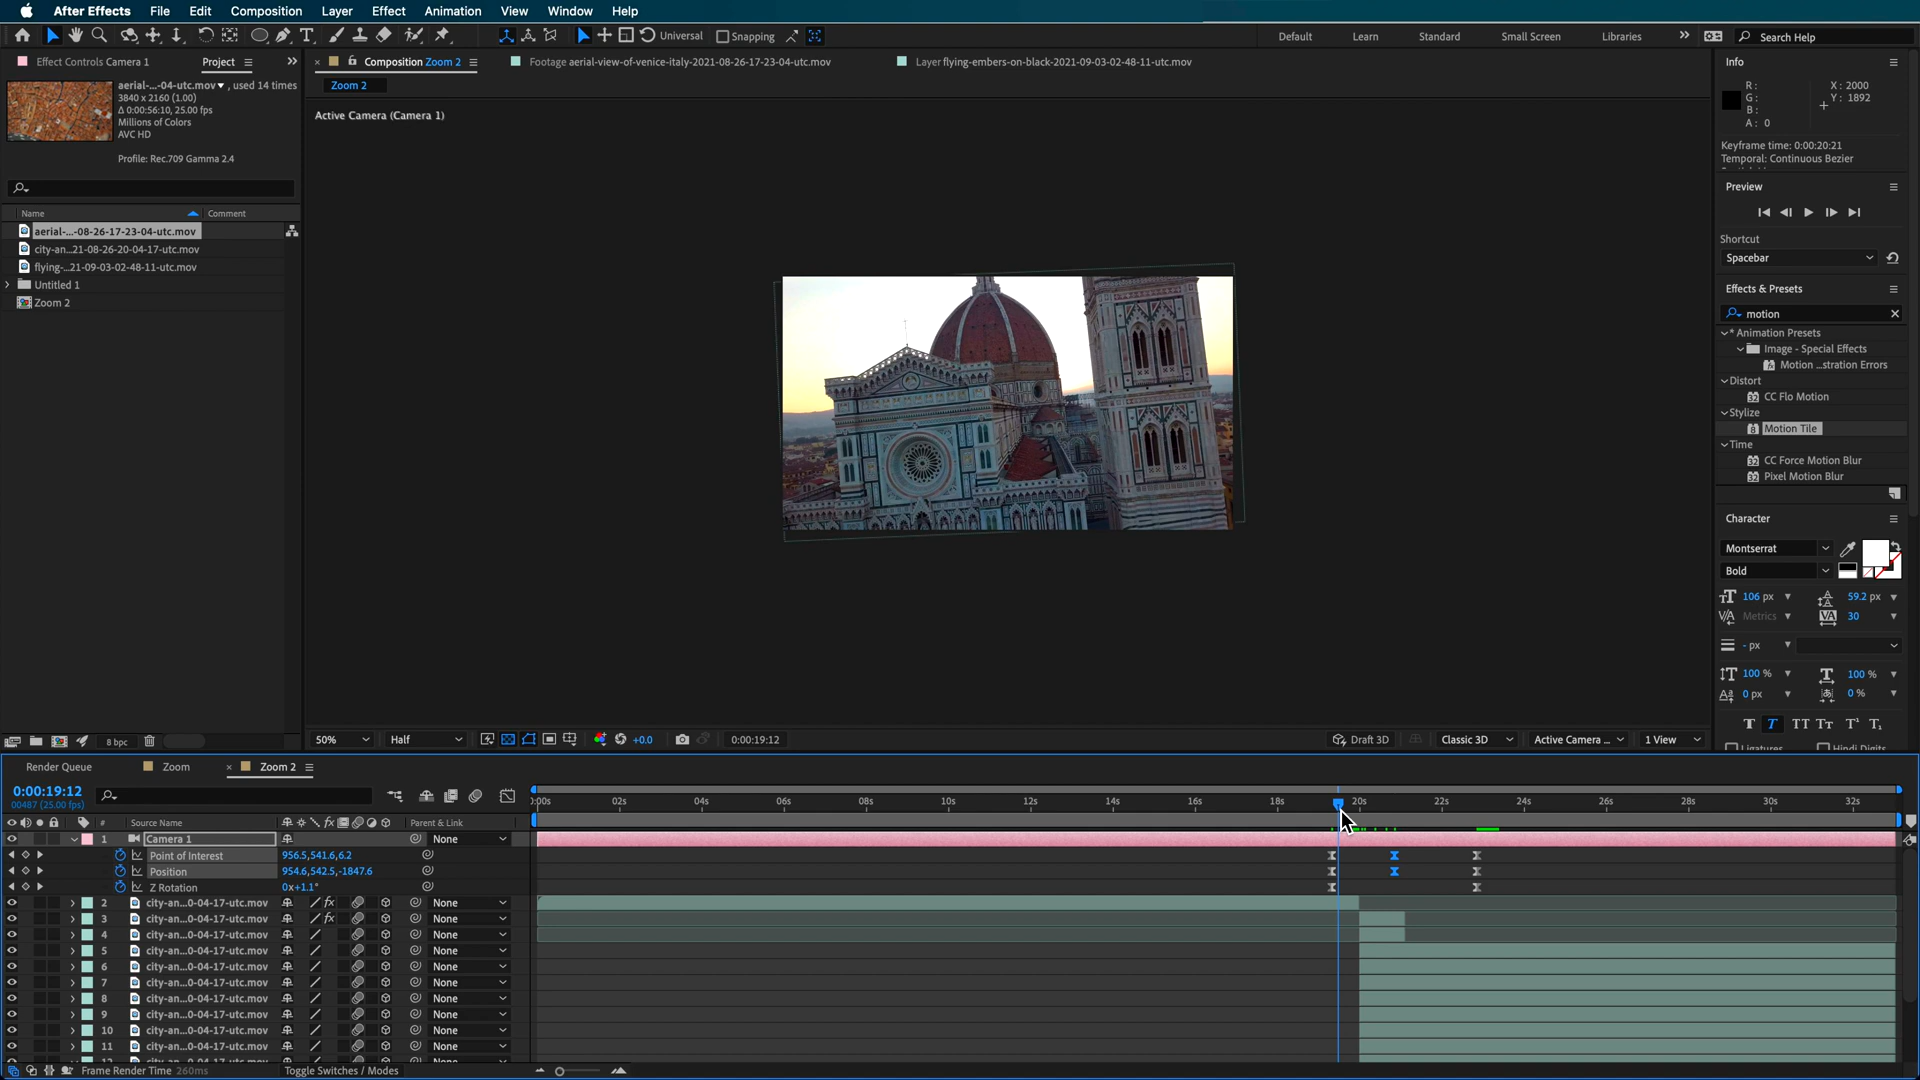 After Effects File Edit Composition Layer Effect Animation View Window Help
Universal Snapping Default Learn Standard Small Screen Libraries Search Help
Effect Controls Camera 1 Project
aerial-...-04-utc.mov , used 14 times
3840 x 2160 (1.00)
Δ 0:00:56:10, 25.00 fps
Millions of Colors
AVC HD
Profile: Rec.709 Gamma 2.4
Name Comment
aerial-...-08-26-17-23-04-utc.mov
city-an...21-08-26-20-04-17-utc.mov
flying-...21-09-03-02-48-11-utc.mov
Untitled 1
Zoom 2
8 bpc
Composition Zoom 2 Footage aerial-view-of-venice-italy-2021-08-26-17-23-04-utc.mov Layer flying-embers-on-black-2021-09-03-02-48-11-utc.mov
Zoom 2
Active Camera (Camera 1)
50% Half +0.0 0:00:19:12 Draft 3D Classic 3D Active Camera ... 1 View
Info
R: X: 2000
G: Y: 1892
B:
A: 0
Keyframe time: 0:00:20:21
Temporal: Continuous Bezier
Preview
Shortcut
Spacebar
Effects & Presets
motion
* Animation Presets
Image - Special Effects
Motion ...stration Errors
Distort
CC Flo Motion
Stylize
Motion Tile
Time
CC Force Motion Blur
Pixel Motion Blur
Character
Montserrat
Bold
106 px 59.2 px
Metrics 30
- px
100 % 100 %
0 px 0 %
T T TT Tt T¹ T₁
Ligatures Hindi Digits
Render Queue Zoom Zoom 2
0:00:19:12
00487 (25.00 fps)
:00s 02s 04s 06s 08s 10s 12s 14s 16s 18s 20s 22s 24s 26s 28s 30s 32s
# Source Name Parent & Link
1 Camera 1 None
Point of Interest 956.5,541.6,6.2
Position 954.6,542.5,-1847.6
Z Rotation 0x+1.1°
2 city-an...0-04-17-utc.mov None
3 city-an...0-04-17-utc.mov None
4 city-an...0-04-17-utc.mov None
5 city-an...0-04-17-utc.mov None
6 city-an...0-04-17-utc.mov None
7 city-an...0-04-17-utc.mov None
8 city-an...0-04-17-utc.mov None
9 city-an...0-04-17-utc.mov None
10 city-an...0-04-17-utc.mov None
11 city-an...0-04-17-utc.mov None
Frame Render Time 260ms Toggle Switches / Modes